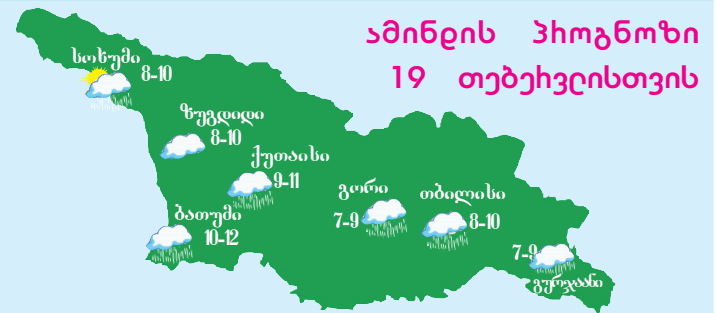 ამინდის პროგნოზი
19 თებერვლისთვის
სოხუმი
8-10
ზუგდიდი
8-10
ქუთაისი
9-11
ბათუმი
10-12
გორი
7-9
თბილისი
8-10
7-9
გურჯაანი